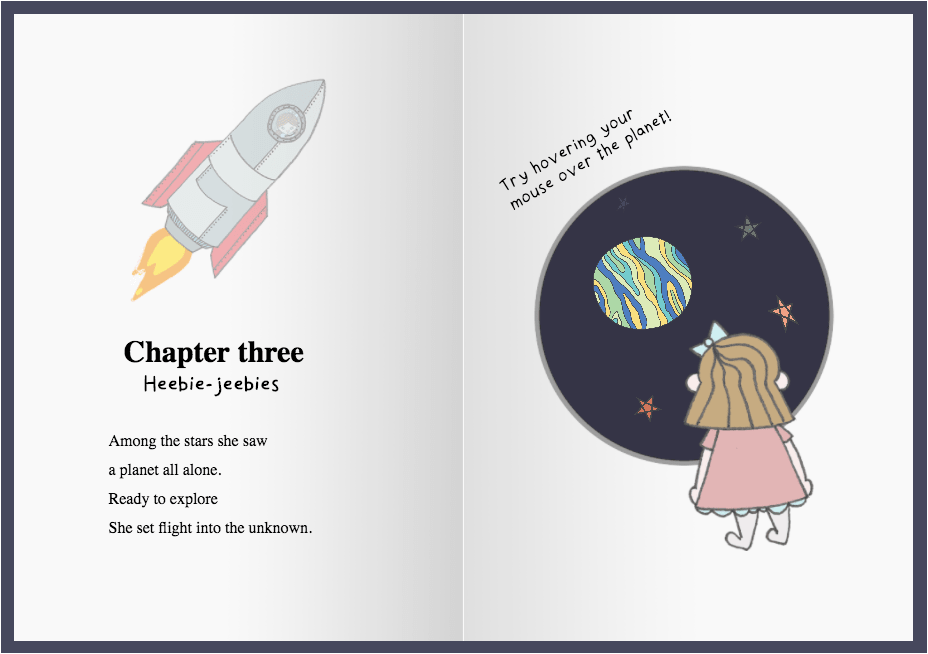 Chapter three
Heebie-jeebies
Among the stars she saw
a planet all alone.
Ready to explore
She set flight into the unknown.
Try hovering your
mouse over the planet!